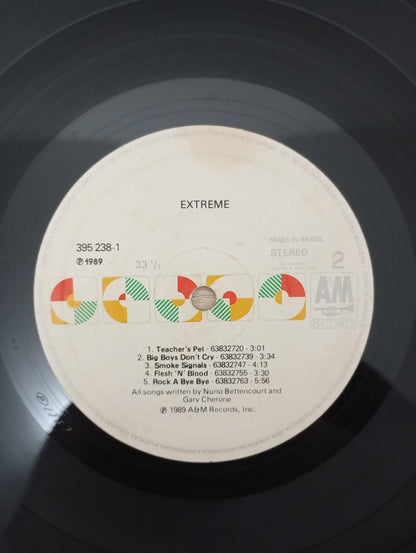 EXTREME
395 238-1
℗ 1989
33 ⅓
MADE IN BRAZIL
STEREO
2
A&M
RECORDS
1. Teacher's Pet - 63832720 - 3:01
2. Big Boys Don't Cry - 63832739 - 3:34
3. Smoke Signals - 63832747 - 4:13
4. Flesh 'N' Blood - 63832755 - 3:30
5. Rock A Bye Bye - 63832763 - 5:56
All songs written by Nuno Bettencourt and
Gary Cherone
℗ 1989 A&M Records, Inc.